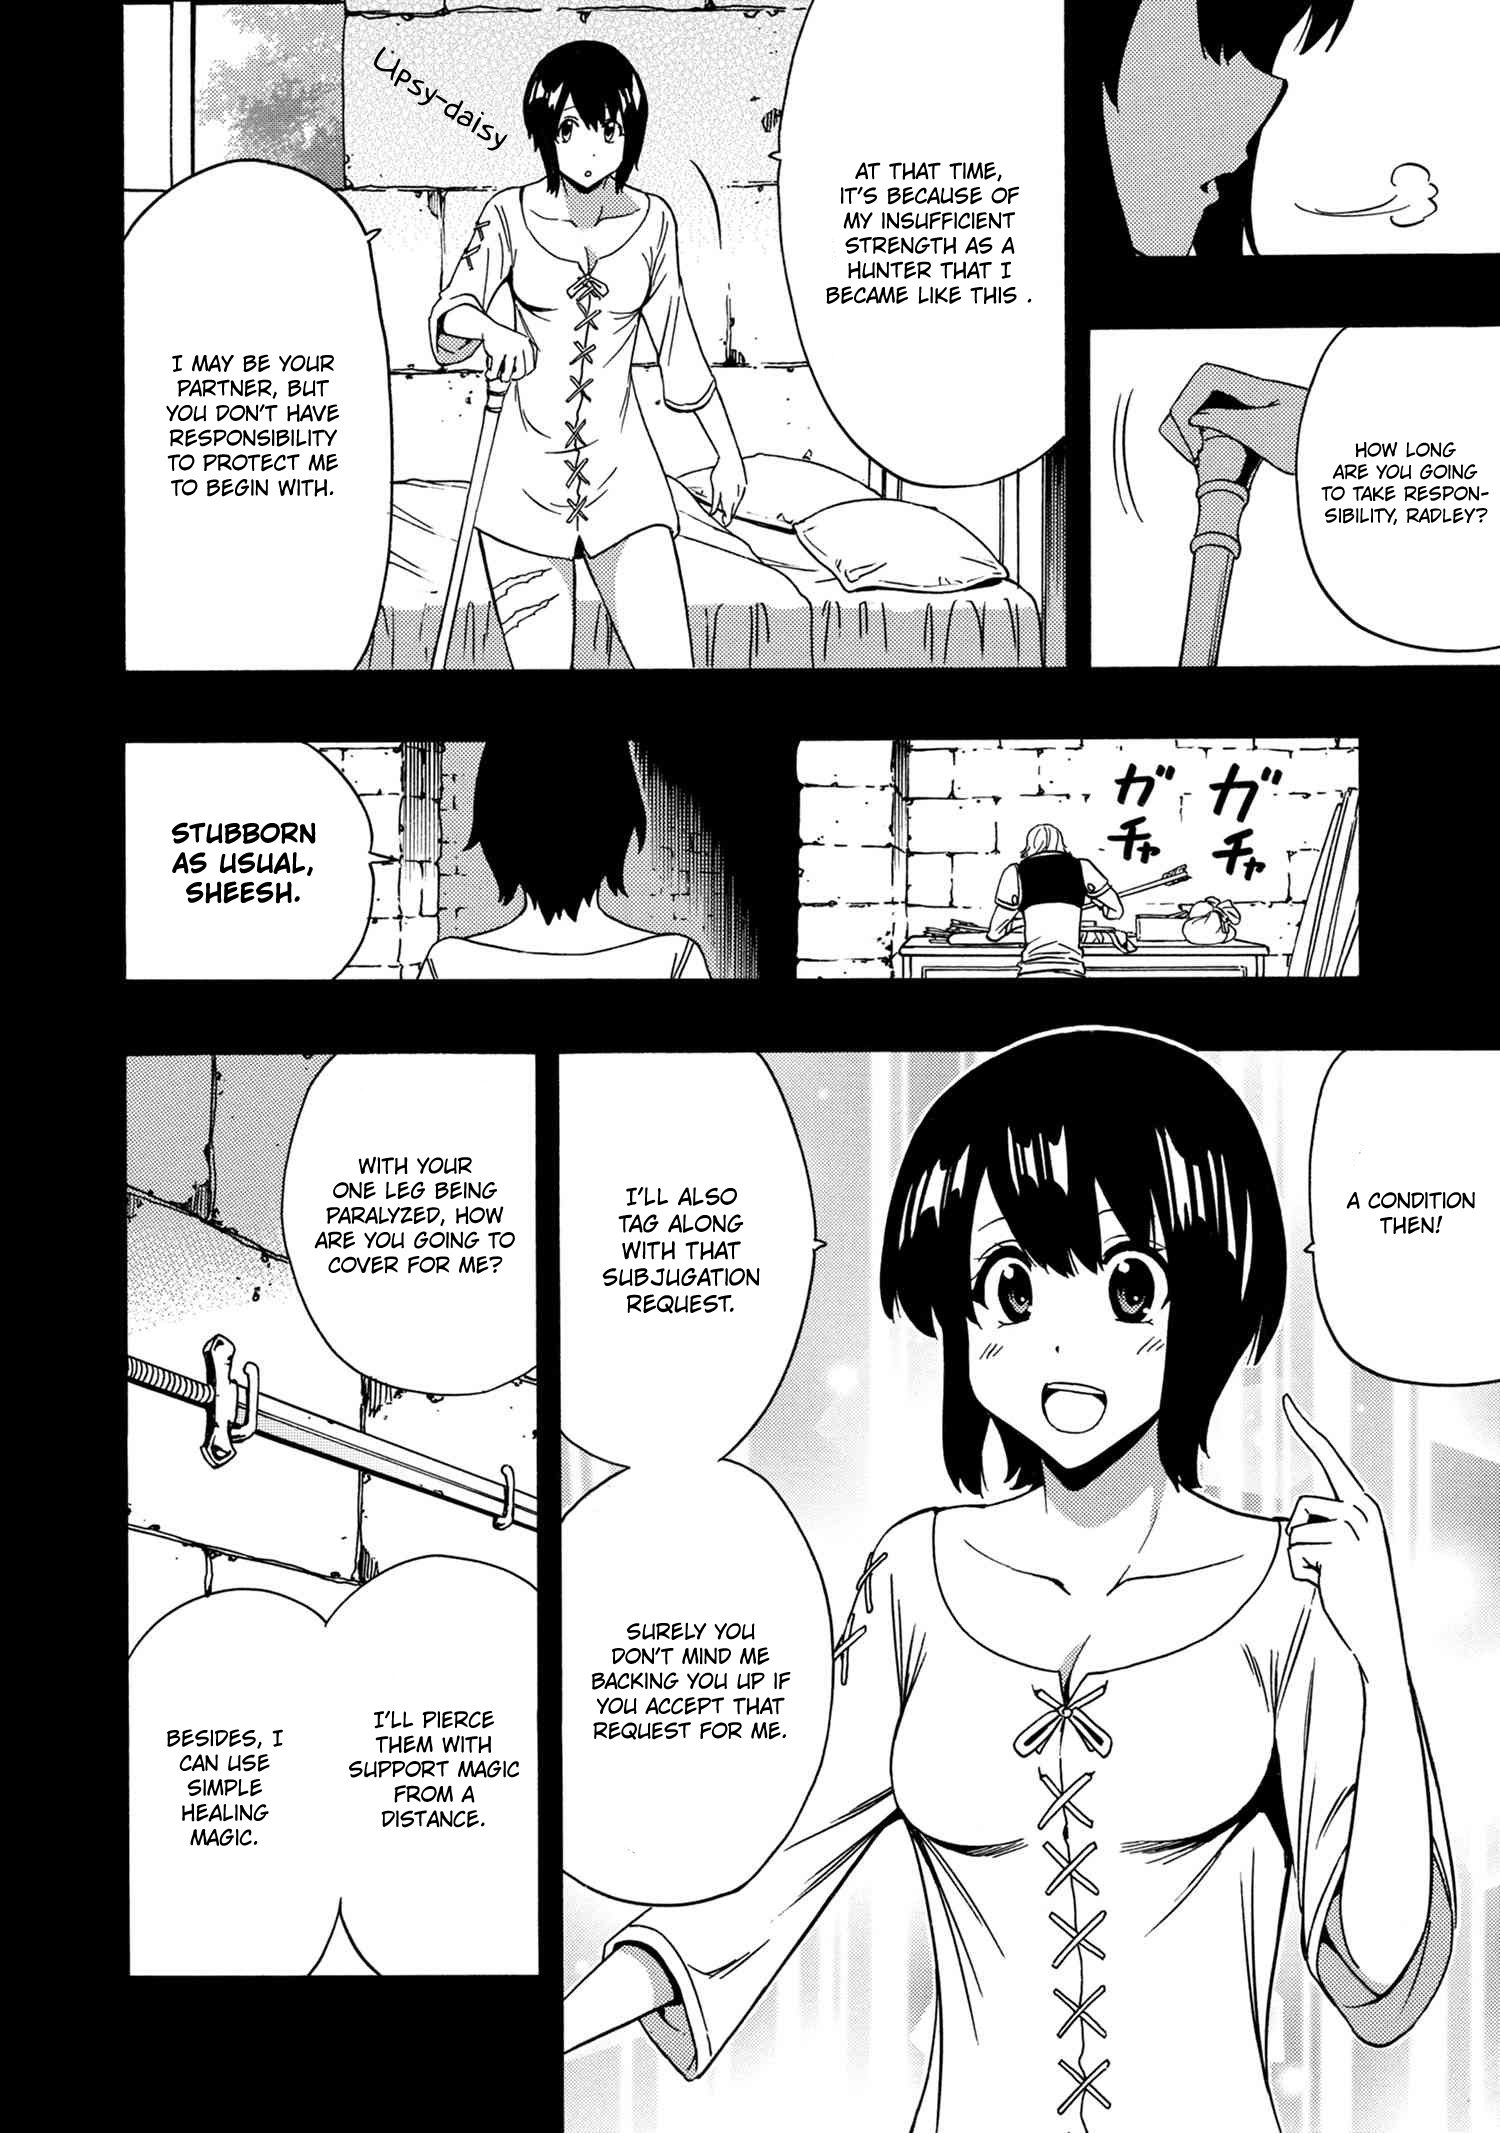 HOW LONG
ARE YOU GOING
TO TAKE RESPON-
SIBILITY, RADLEY?
AT THAT TIME,
IT'S BECAUSE OF
MY INSUFFICIENT
STRENGTH AS A
HUNTER THAT I
BECAME LIKE THIS .
Upsy-daisy
I MAY BE YOUR
PARTNER, BUT
YOU DON'T HAVE
RESPONSIBILITY
TO PROTECT ME
TO BEGIN WITH.
ガチャ
ガチャ
STUBBORN
AS USUAL,
SHEESH.
A CONDITION
THEN!
I'LL ALSO
TAG ALONG
WITH THAT
SUBJUGATION
REQUEST.
SURELY YOU
DON'T MIND ME
BACKING YOU UP IF
YOU ACCEPT THAT
REQUEST FOR ME.
WITH YOUR
ONE LEG BEING
PARALYZED, HOW
ARE YOU GOING TO
COVER FOR ME?
I'LL PIERCE
THEM WITH
SUPPORT MAGIC
FROM A
DISTANCE.
BESIDES, I
CAN USE
SIMPLE
HEALING
MAGIC.